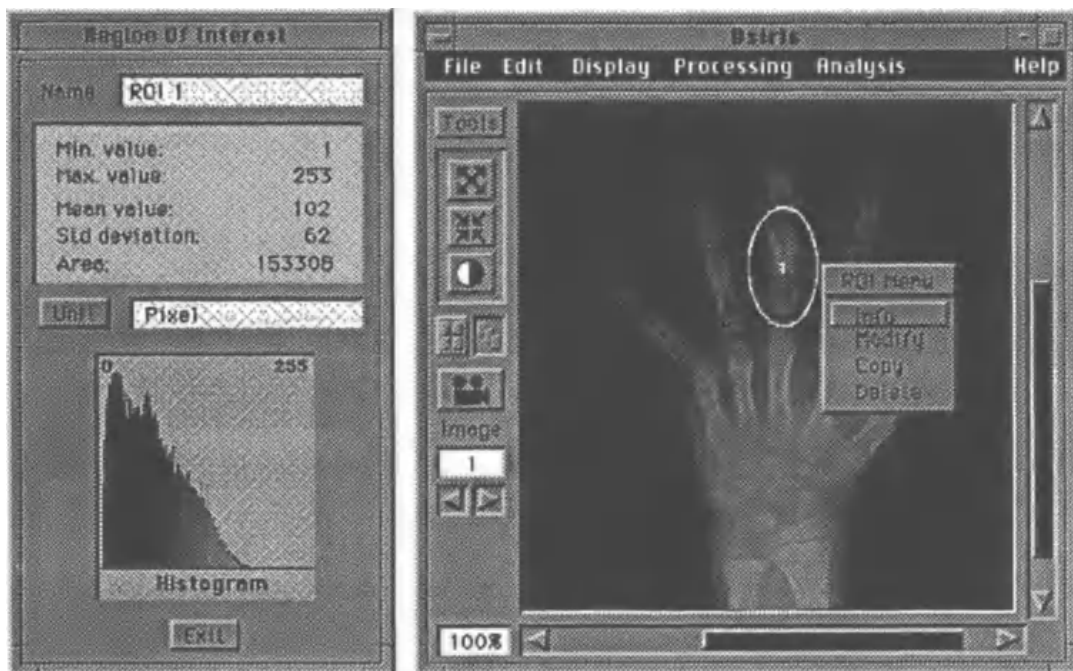 Region Of Interest
Name ROI 1
Min. value: 1
Max. value: 253
Mean value: 102
Std deviation: 62
Area: 153308
Unit Pixel
0 255
Histogram
Exit
Osiris
File Edit Display Processing Analysis Help
Tools
1
ROI Menu
Info
Modify
Copy
Delete
Image
1
100%